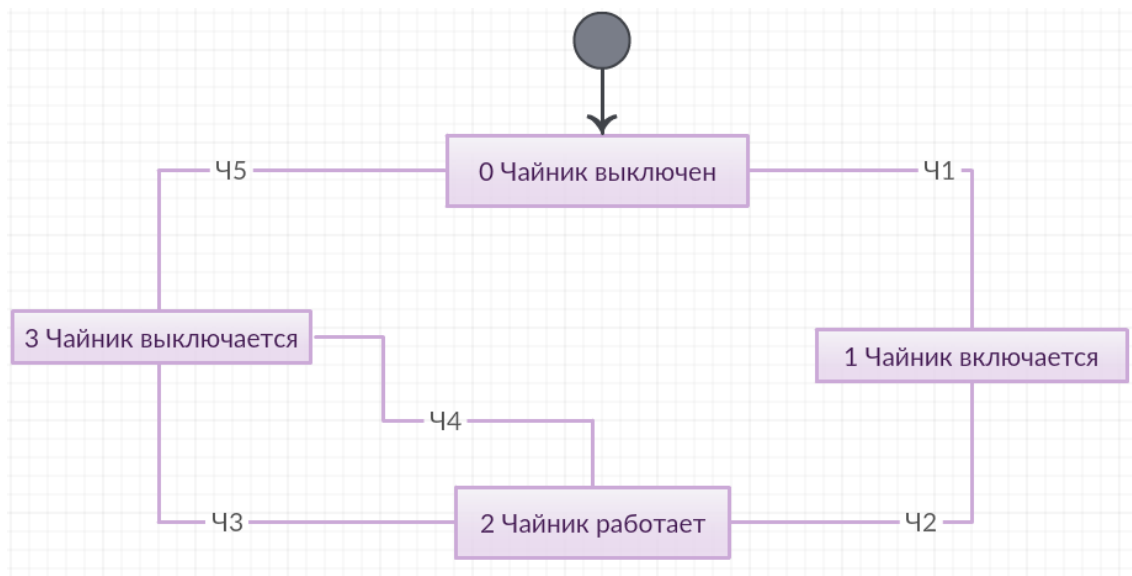 Ч5
0 Чайник выключен
Ч1
3 Чайник выключается
1 Чайник включается
Ч4
Ч3
2 Чайник работает
Ч2